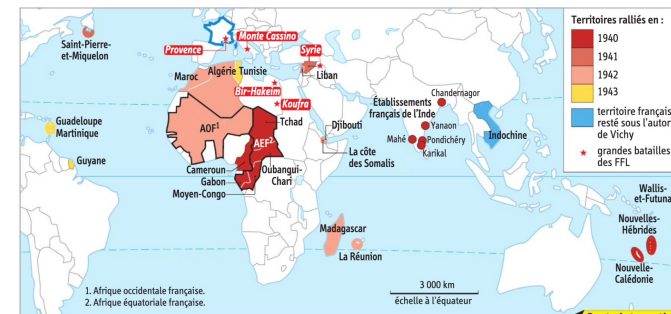 Saint-Pierre-
et-Miquelon
Provence
Monte Cassino
Syrie
Maroc
Algérie
Tunisie
Liban
Bir-Hakeim
Koufra
Tchad
AOF¹
AEF²
Guadeloupe
Martinique
Guyane
Cameroun
Gabon
Moyen-Congo
Oubangui-
Chari
Djibouti
La côte
des Somalis
Établissements
français de l'Inde
Chandernagor
Yanaon
Mahé
Pondichéry
Karikal
Indochine
Madagascar
La Réunion
Wallis-
et-Futuna
Nouvelles-
Hébrides
Nouvelle-
Calédonie
Territoires ralliés en :
1940
1941
1942
1943
territoire français
resté sous l'autor
de Vichy
grandes batailles
des FFL
1. Afrique occidentale française.
2. Afrique équatoriale française.
3 000 km
échelle à l'équateur